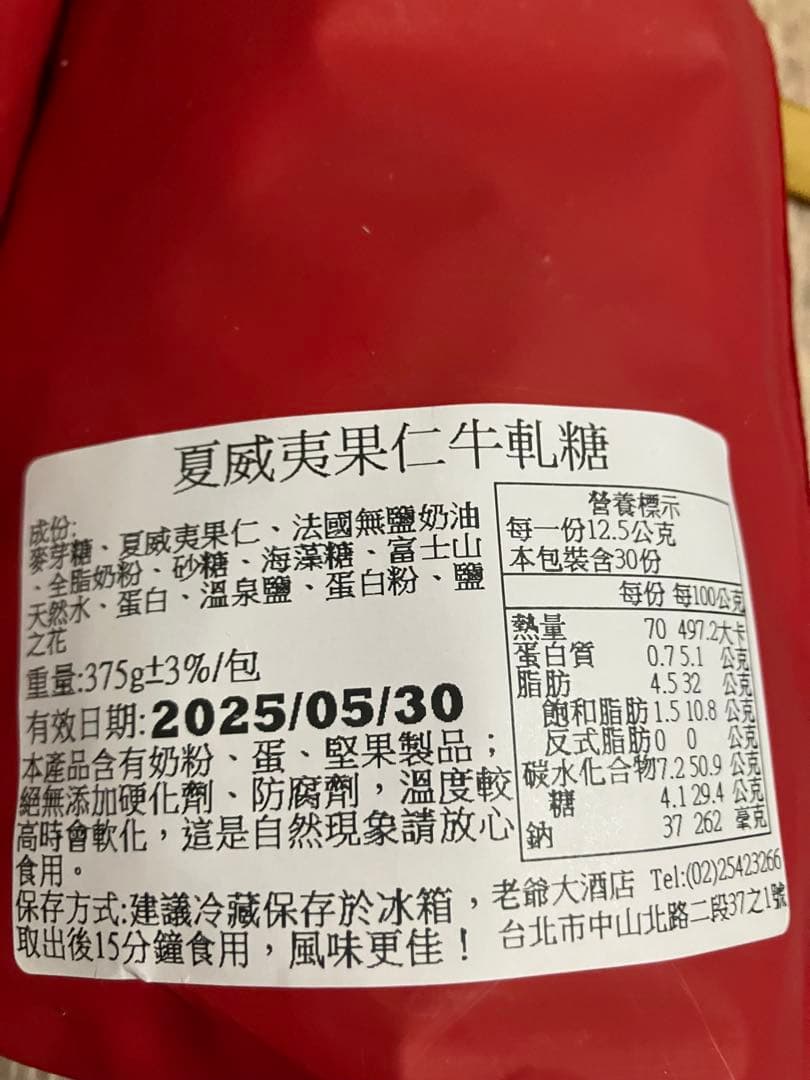 夏威夷果仁牛軋糖
成份:
麥芽糖、夏威夷果仁、法國無鹽奶油
、全脂奶粉、砂糖、海藻糖、富士山
天然水、蛋白、溫泉鹽、蛋白粉、鹽
之花
重量:375g±3%/包
有效日期:2025/05/30
本產品含有奶粉、蛋、堅果製品；
絕無添加硬化劑、防腐劑，溫度較
高時會軟化，這是自然現象請放心
食用。
保存方式:建議冷藏保存於冰箱，
取出後15分鐘食用，風味更佳！
營養標示
每一份12.5公克
本包裝含30份
每份 每100公克
熱量 70 497.2大卡
蛋白質 0.7 5.1 公克
脂肪 4.5 32 公克
飽和脂肪 1.5 10.8 公克
反式脂肪 0 0 公克
碳水化合物 7.2 50.9 公克
糖 4.1 29.4 公克
鈉 37 262 毫克
老爺大酒店 Tel:(02)25423266
台北市中山北路二段37之1號